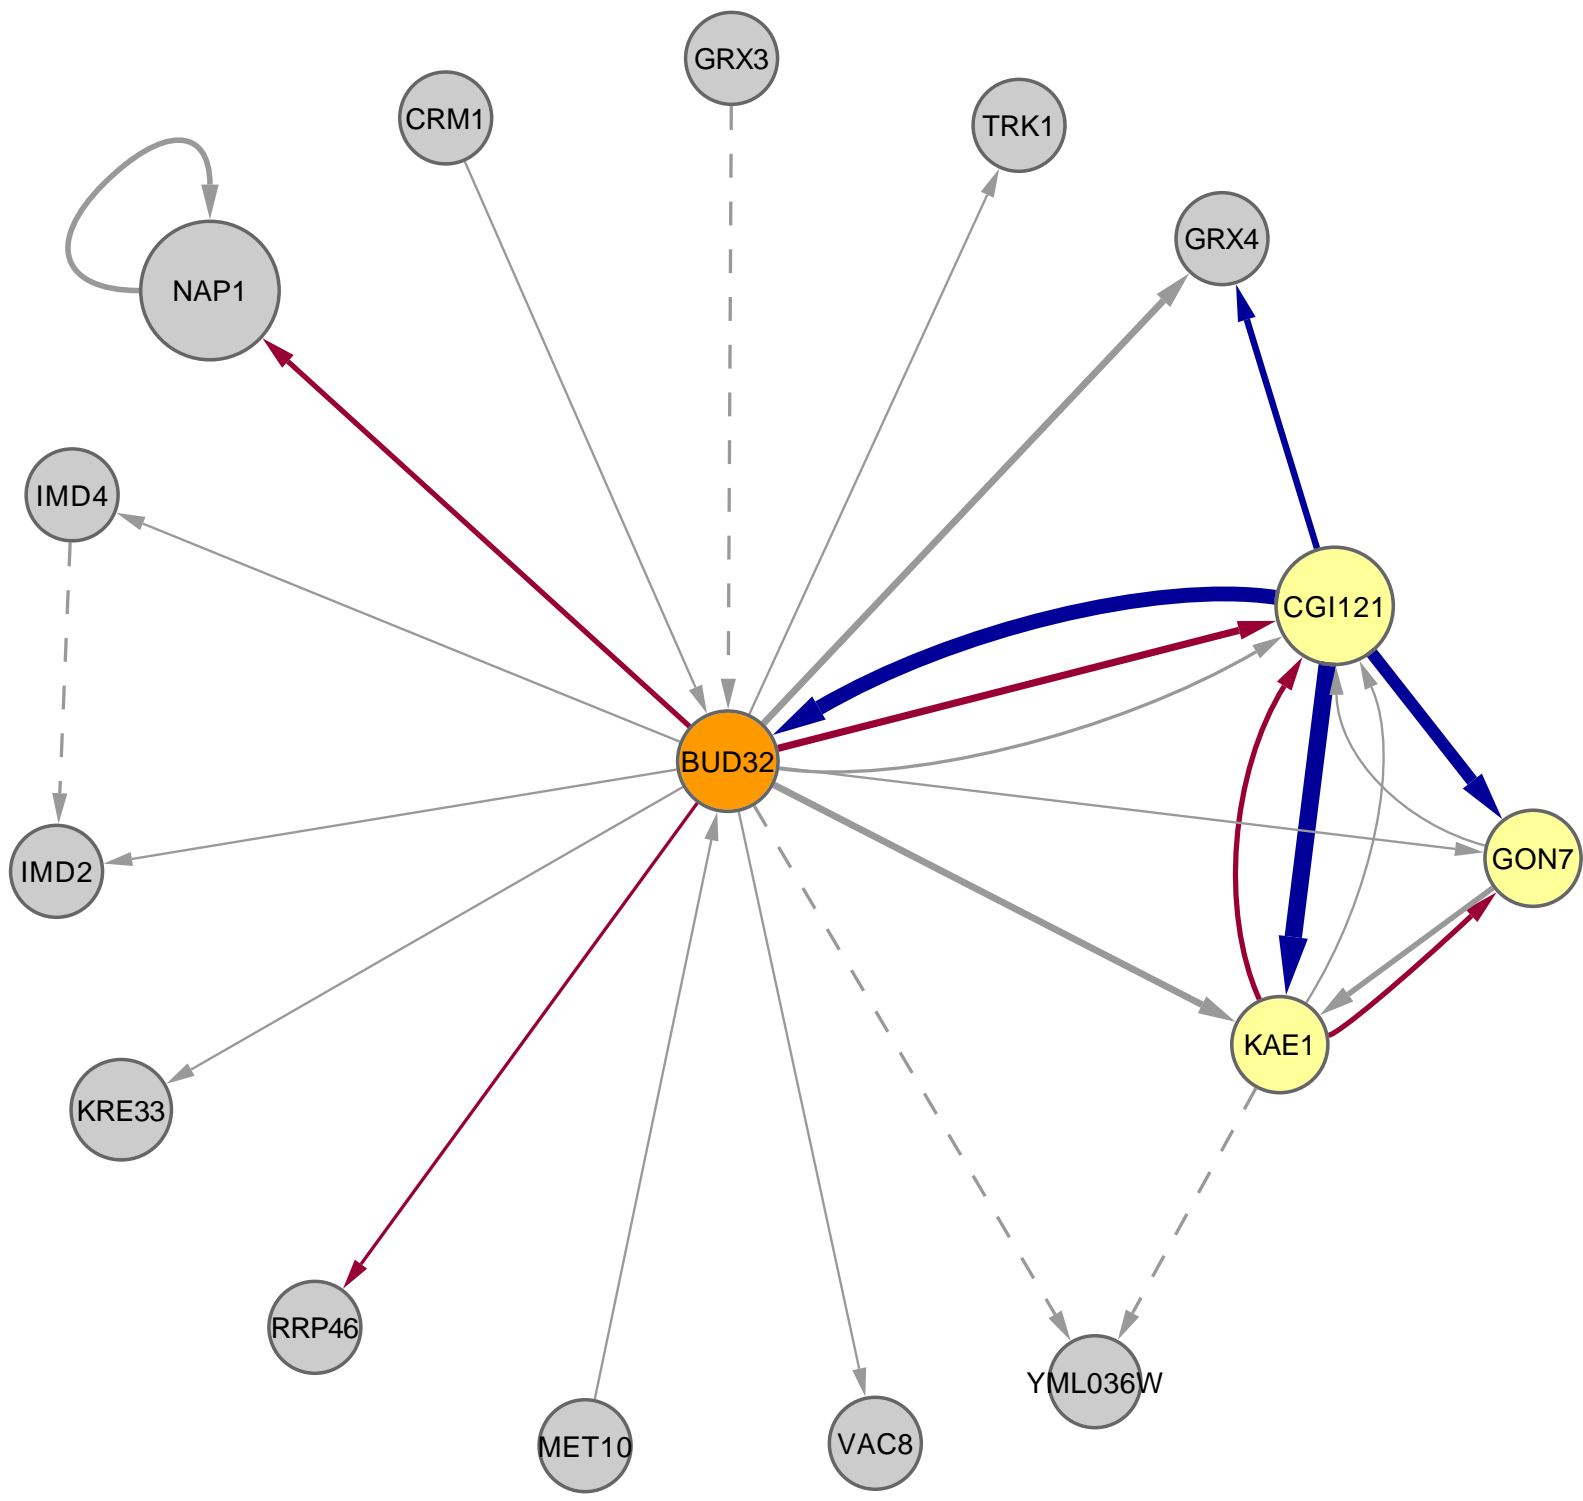 GRX3
CRM1
TRK1
GRX4
NAP1
IMD4
CGI121
BUD32
GON7
IMD2
KAE1
KRE33
RRP46
YML036W
MET10
VAC8